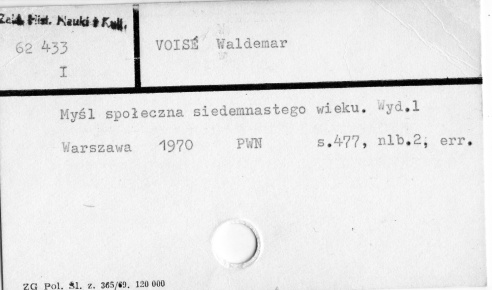 Zakł. Hist. Nauki i Kult.
62 433
I
VOISÉ Waldemar
Myśl społeczna siedemnastego wieku. Wyd.1
Warszawa 1970 PWN s.477, nlb.2, err.
ZG Pol. Śl. z. 365/69. 120 000